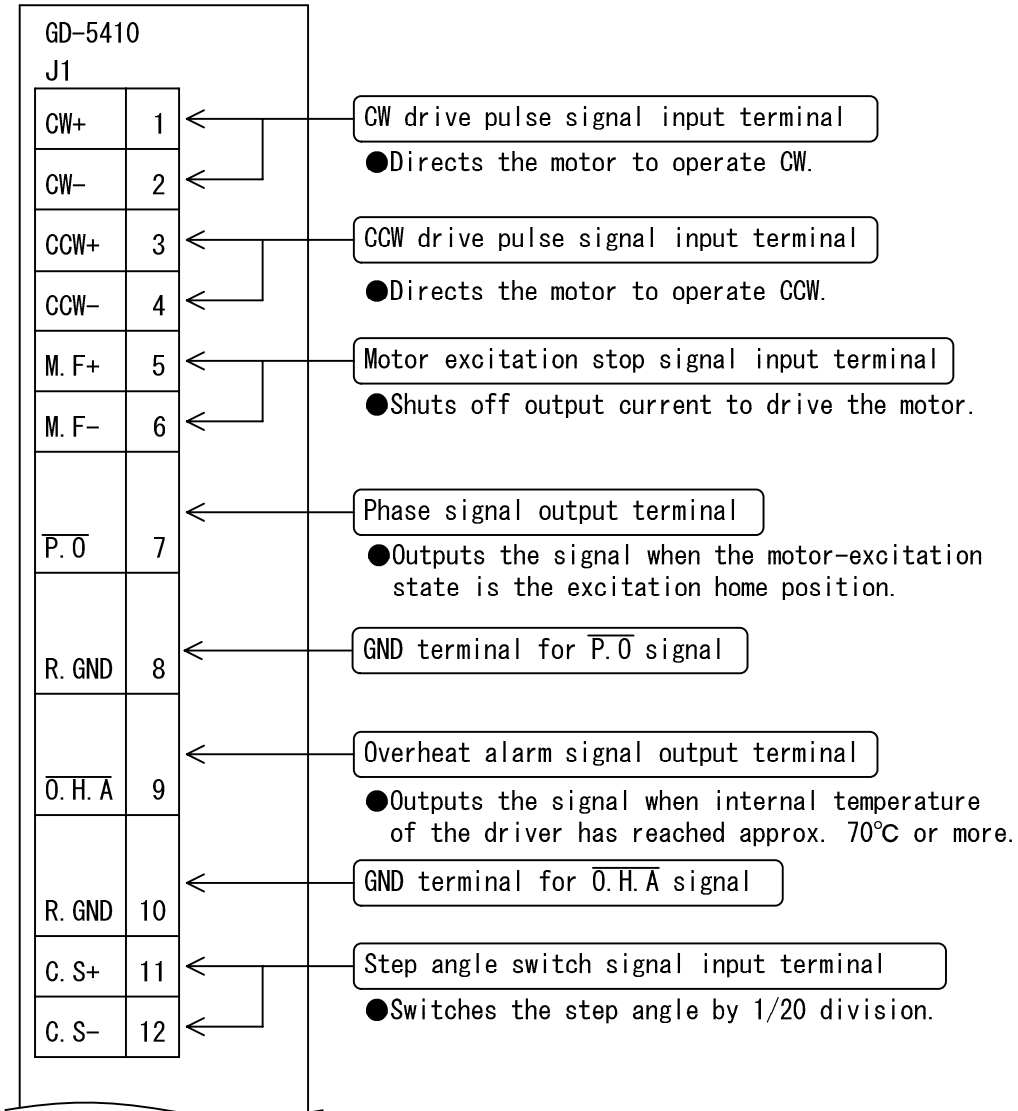 GD-5410
J1
CW+ 1
CW drive pulse signal input terminal
●Directs the motor to operate CW.
CW- 2
CCW+ 3
CCW drive pulse signal input terminal
●Directs the motor to operate CCW.
CCW- 4
M.F+ 5
Motor excitation stop signal input terminal
●Shuts off output current to drive the motor.
M.F- 6
Phase signal output terminal
P.O 7
●Outputs the signal when the motor-excitation
state is the excitation home position.
GND terminal for P.O signal
R.GND 8
Overheat alarm signal output terminal
O.H.A 9
●Outputs the signal when internal temperature
of the driver has reached approx. 70℃ or more.
GND terminal for O.H.A signal
R.GND 10
C.S+ 11
Step angle switch signal input terminal
●Switches the step angle by 1/20 division.
C.S- 12